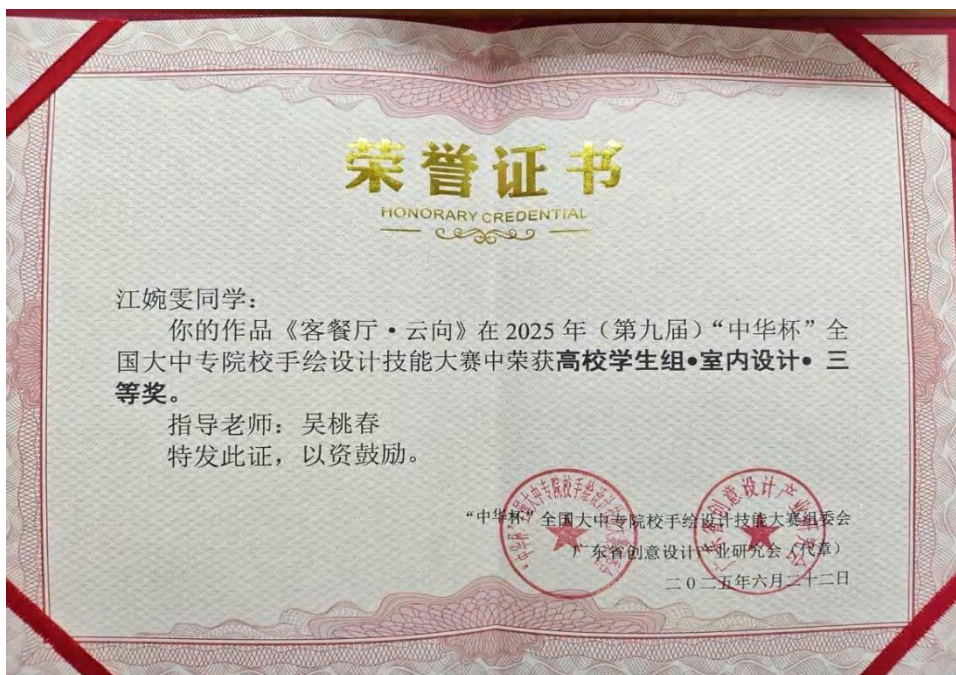 荣誉证书
HONORARY CREDENTIAL
江婉雯同学：
你的作品《客餐厅·云向》在2025年（第九届）“中华杯”全
国大中专院校手绘设计技能大赛中荣获高校学生组•室内设计• 三
等奖。
指导老师：吴桃春
特发此证，以资鼓励。
“中华杯”全国大中专院校手绘设计技能大赛组委会
广东省创意设计产业研究会（代章）
二0二五年六月二十二日